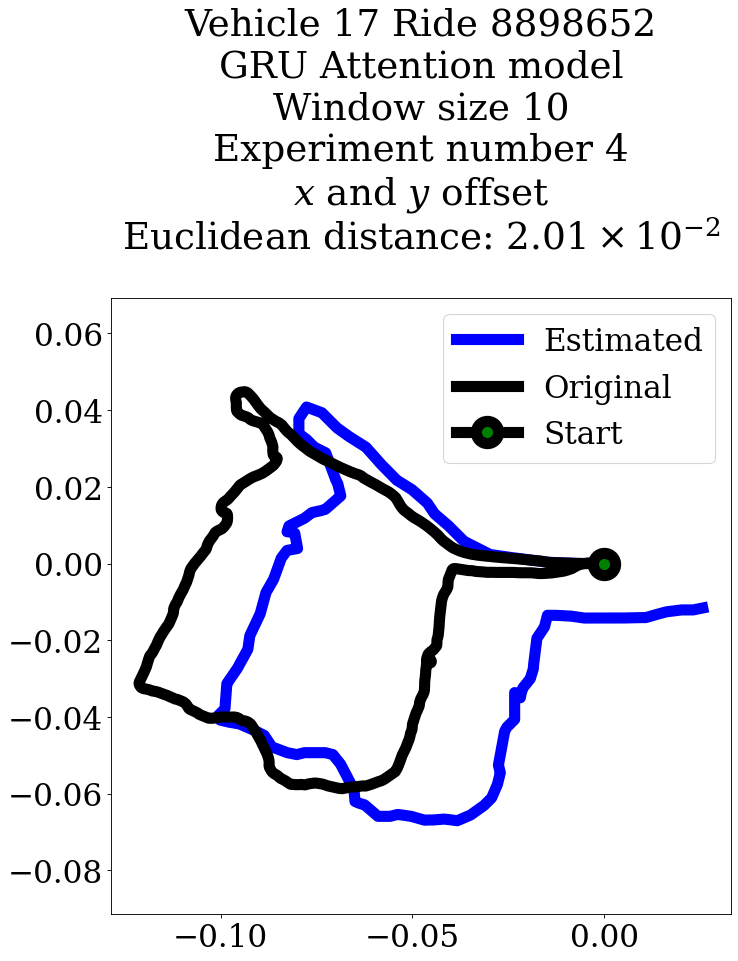 Vehicle 17 Ride 8898652
GRU Attention model
Window size 10
Experiment number 4
x and y offset
Euclidean distance: 2.01 × 10⁻²
Estimated
Original
Start
0.06
0.04
0.02
0.00
−0.02
−0.04
−0.06
−0.08
−0.10
−0.05
0.00